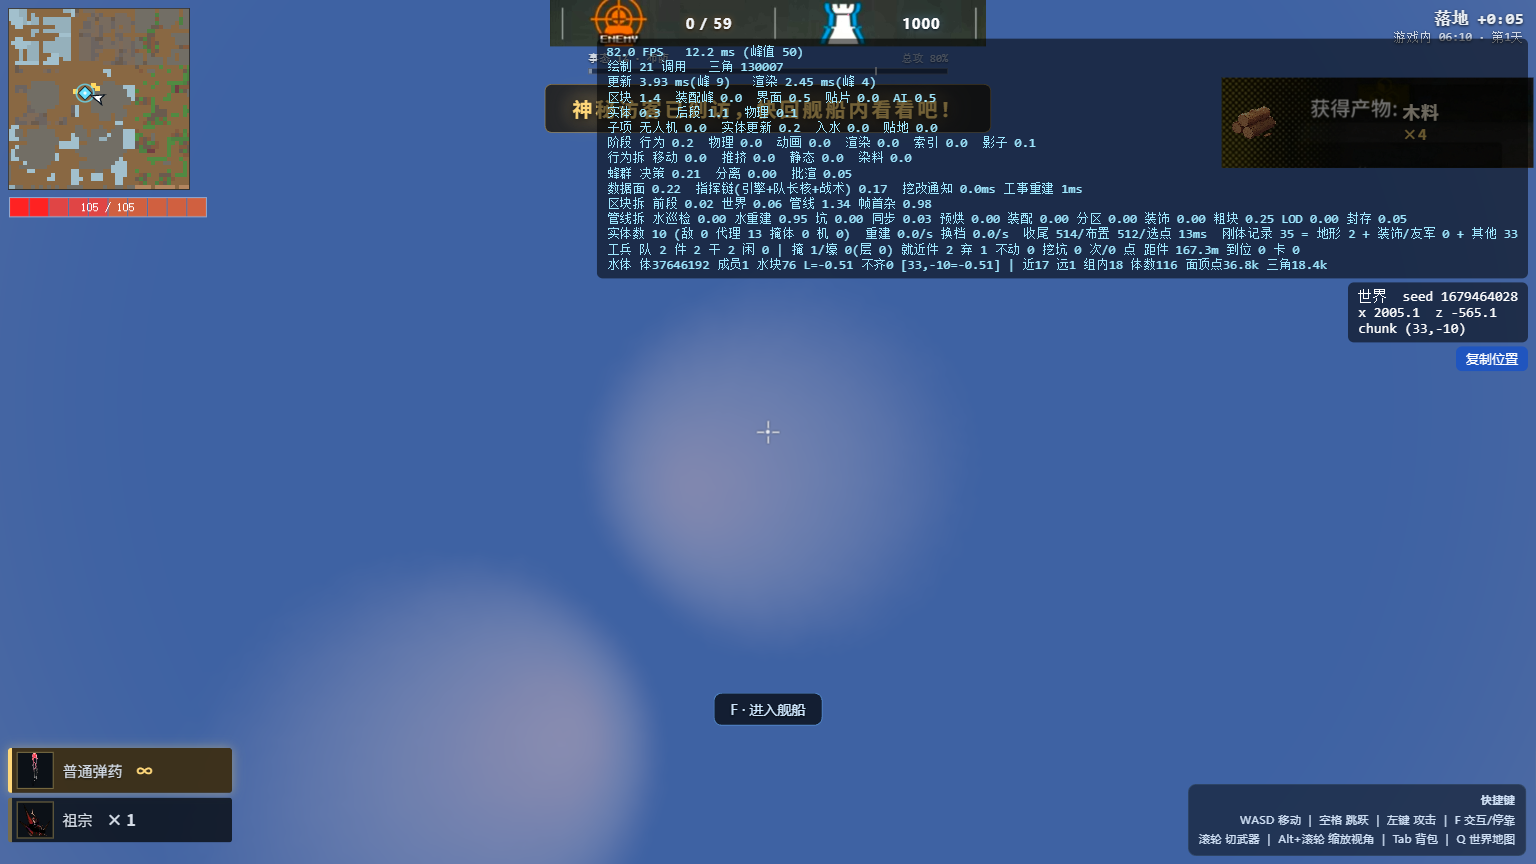 0 / 59
ENEMY
1000
落地 +0:05
游戏内 06:10 · 第1天
总攻 80%
82.0 FPS 12.2 ms (峰值 50)
绘制 21 调用 三角 130007
更新 3.93 ms(峰 9) 渲染 2.45 ms(峰 4)
区块 1.4 装配峰 0.0 界面 0.5 贴片 0.0 AI 0.5
实体 0.3 后段 1.1 物理 0.1
子项 无人机 0.0 实体更新 0.2 入水 0.0 贴地 0.0
阶段 行为 0.2 物理 0.0 动画 0.0 渲染 0.0 索引 0.0 影子 0.1
行为拆 移动 0.0 推挤 0.0 静态 0.0 染料 0.0
蜂群 决策 0.21 分离 0.00 批渲 0.05
数据面 0.22 指挥链(引擎+队长核+战术) 0.17 挖改通知 0.0ms 工事重建 1ms
区块拆 前段 0.02 世界 0.06 管线 1.34 帧首杂 0.98
管线拆 水巡检 0.00 水重建 0.95 坑 0.00 同步 0.03 预烘 0.00 装配 0.00 分区 0.00 装饰 0.00 粗块 0.25 LOD 0.00 封存 0.05
实体数 10 (敌 0 代理 13 掩体 0 机 0) 重建 0.0/s 换档 0.0/s 收尾 514/布置 512/选点 13ms 刚体记录 35 = 地形 2 + 装饰/友军 0 + 其他 33
工兵 队 2 件 2 干 2 闲 0 | 掩 1/壕 0(层 0) 就近件 2 弃 1 不动 0 挖坑 0 次/0 点 距件 167.3m 到位 0 卡 0
水体 体37646192 成员1 水块76 L=-0.51 不齐0 [33,-10=-0.51] | 近17 远1 组内18 体数116 面顶点36.8k 三角18.4k
舰船内看看吧！
获得产物: 木料
×4
105 / 105
世界 seed 1679464028
x 2005.1 z -565.1
chunk (33,-10)
复制位置
F · 进入舰船
普通弹药 ∞
祖宗 × 1
快捷键
WASD 移动 | 空格 跳跃 | 左键 攻击 | F 交互/停靠
滚轮 切武器 | Alt+滚轮 缩放视角 | Tab 背包 | Q 世界地图